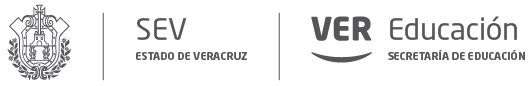 SEV
ESTADO DE VERACRUZ
VER Educación
SECRETARÍA DE EDUCACIÓN